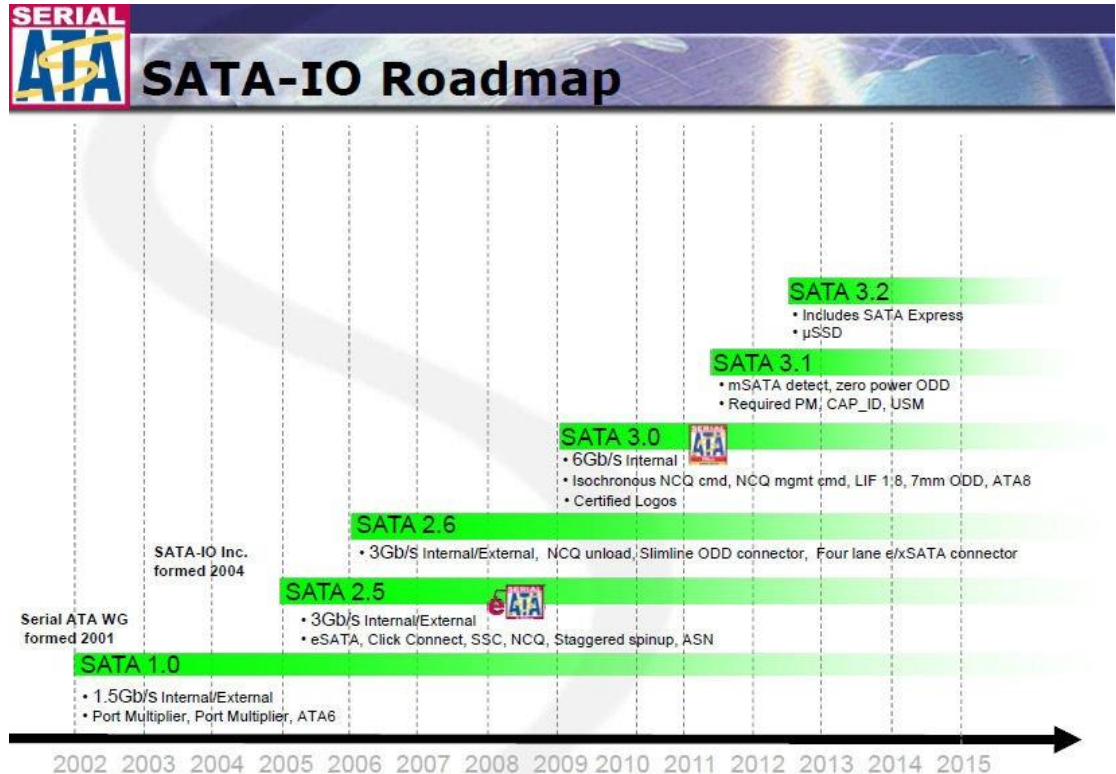 SERIAL
ATA
SATA-IO Roadmap
SATA 3.2
• Includes SATA Express
• µSSD
SATA 3.1
• mSATA detect, zero power ODD
• Required PM, CAP_ID, USM
SATA 3.0
SERIAL
ATA
• 6Gb/s Internal
• Isochronous NCQ cmd, NCQ mgmt cmd, LIF 1.8, 7mm ODD, ATA8
• Certified Logos
SATA 2.6
• 3Gb/s Internal/External, NCQ unload, Slimline ODD connector, Four lane e/xSATA connector
SATA-IO Inc.
formed 2004
SATA 2.5
e SERIAL
ATA
• 3Gb/s Internal/External
• eSATA, Click Connect, SSC, NCQ, Staggered spinup, ASN
Serial ATA WG
formed 2001
SATA 1.0
• 1.5Gb/s Internal/External
• Port Multiplier, Port Multiplier, ATA6
2002 2003 2004 2005 2006 2007 2008 2009 2010 2011 2012 2013 2014 2015